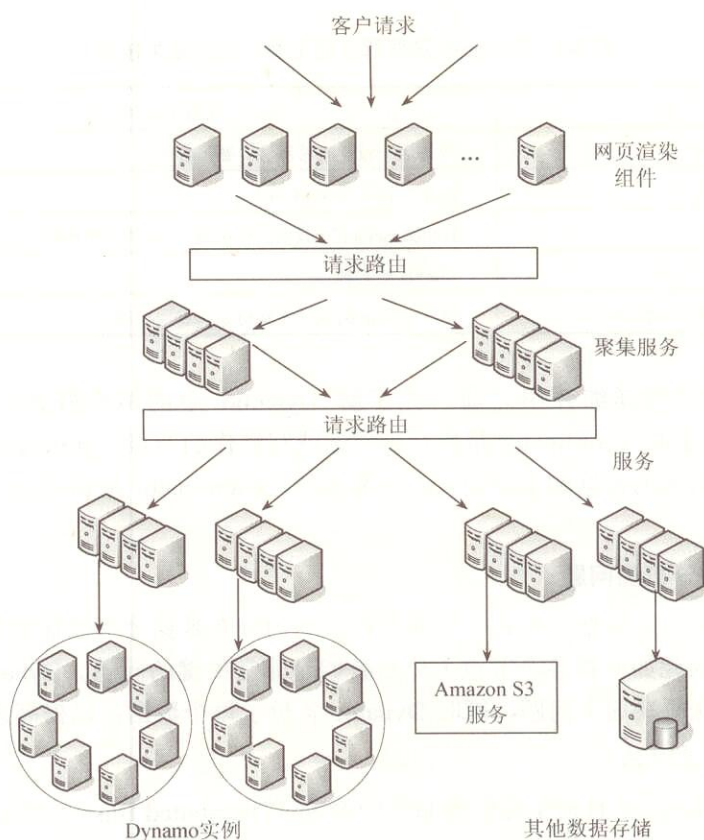 客户请求
...
网页渲染
组件
请求路由
聚集服务
请求路由
服务
Amazon S3
服务
Dynamo实例
其他数据存储